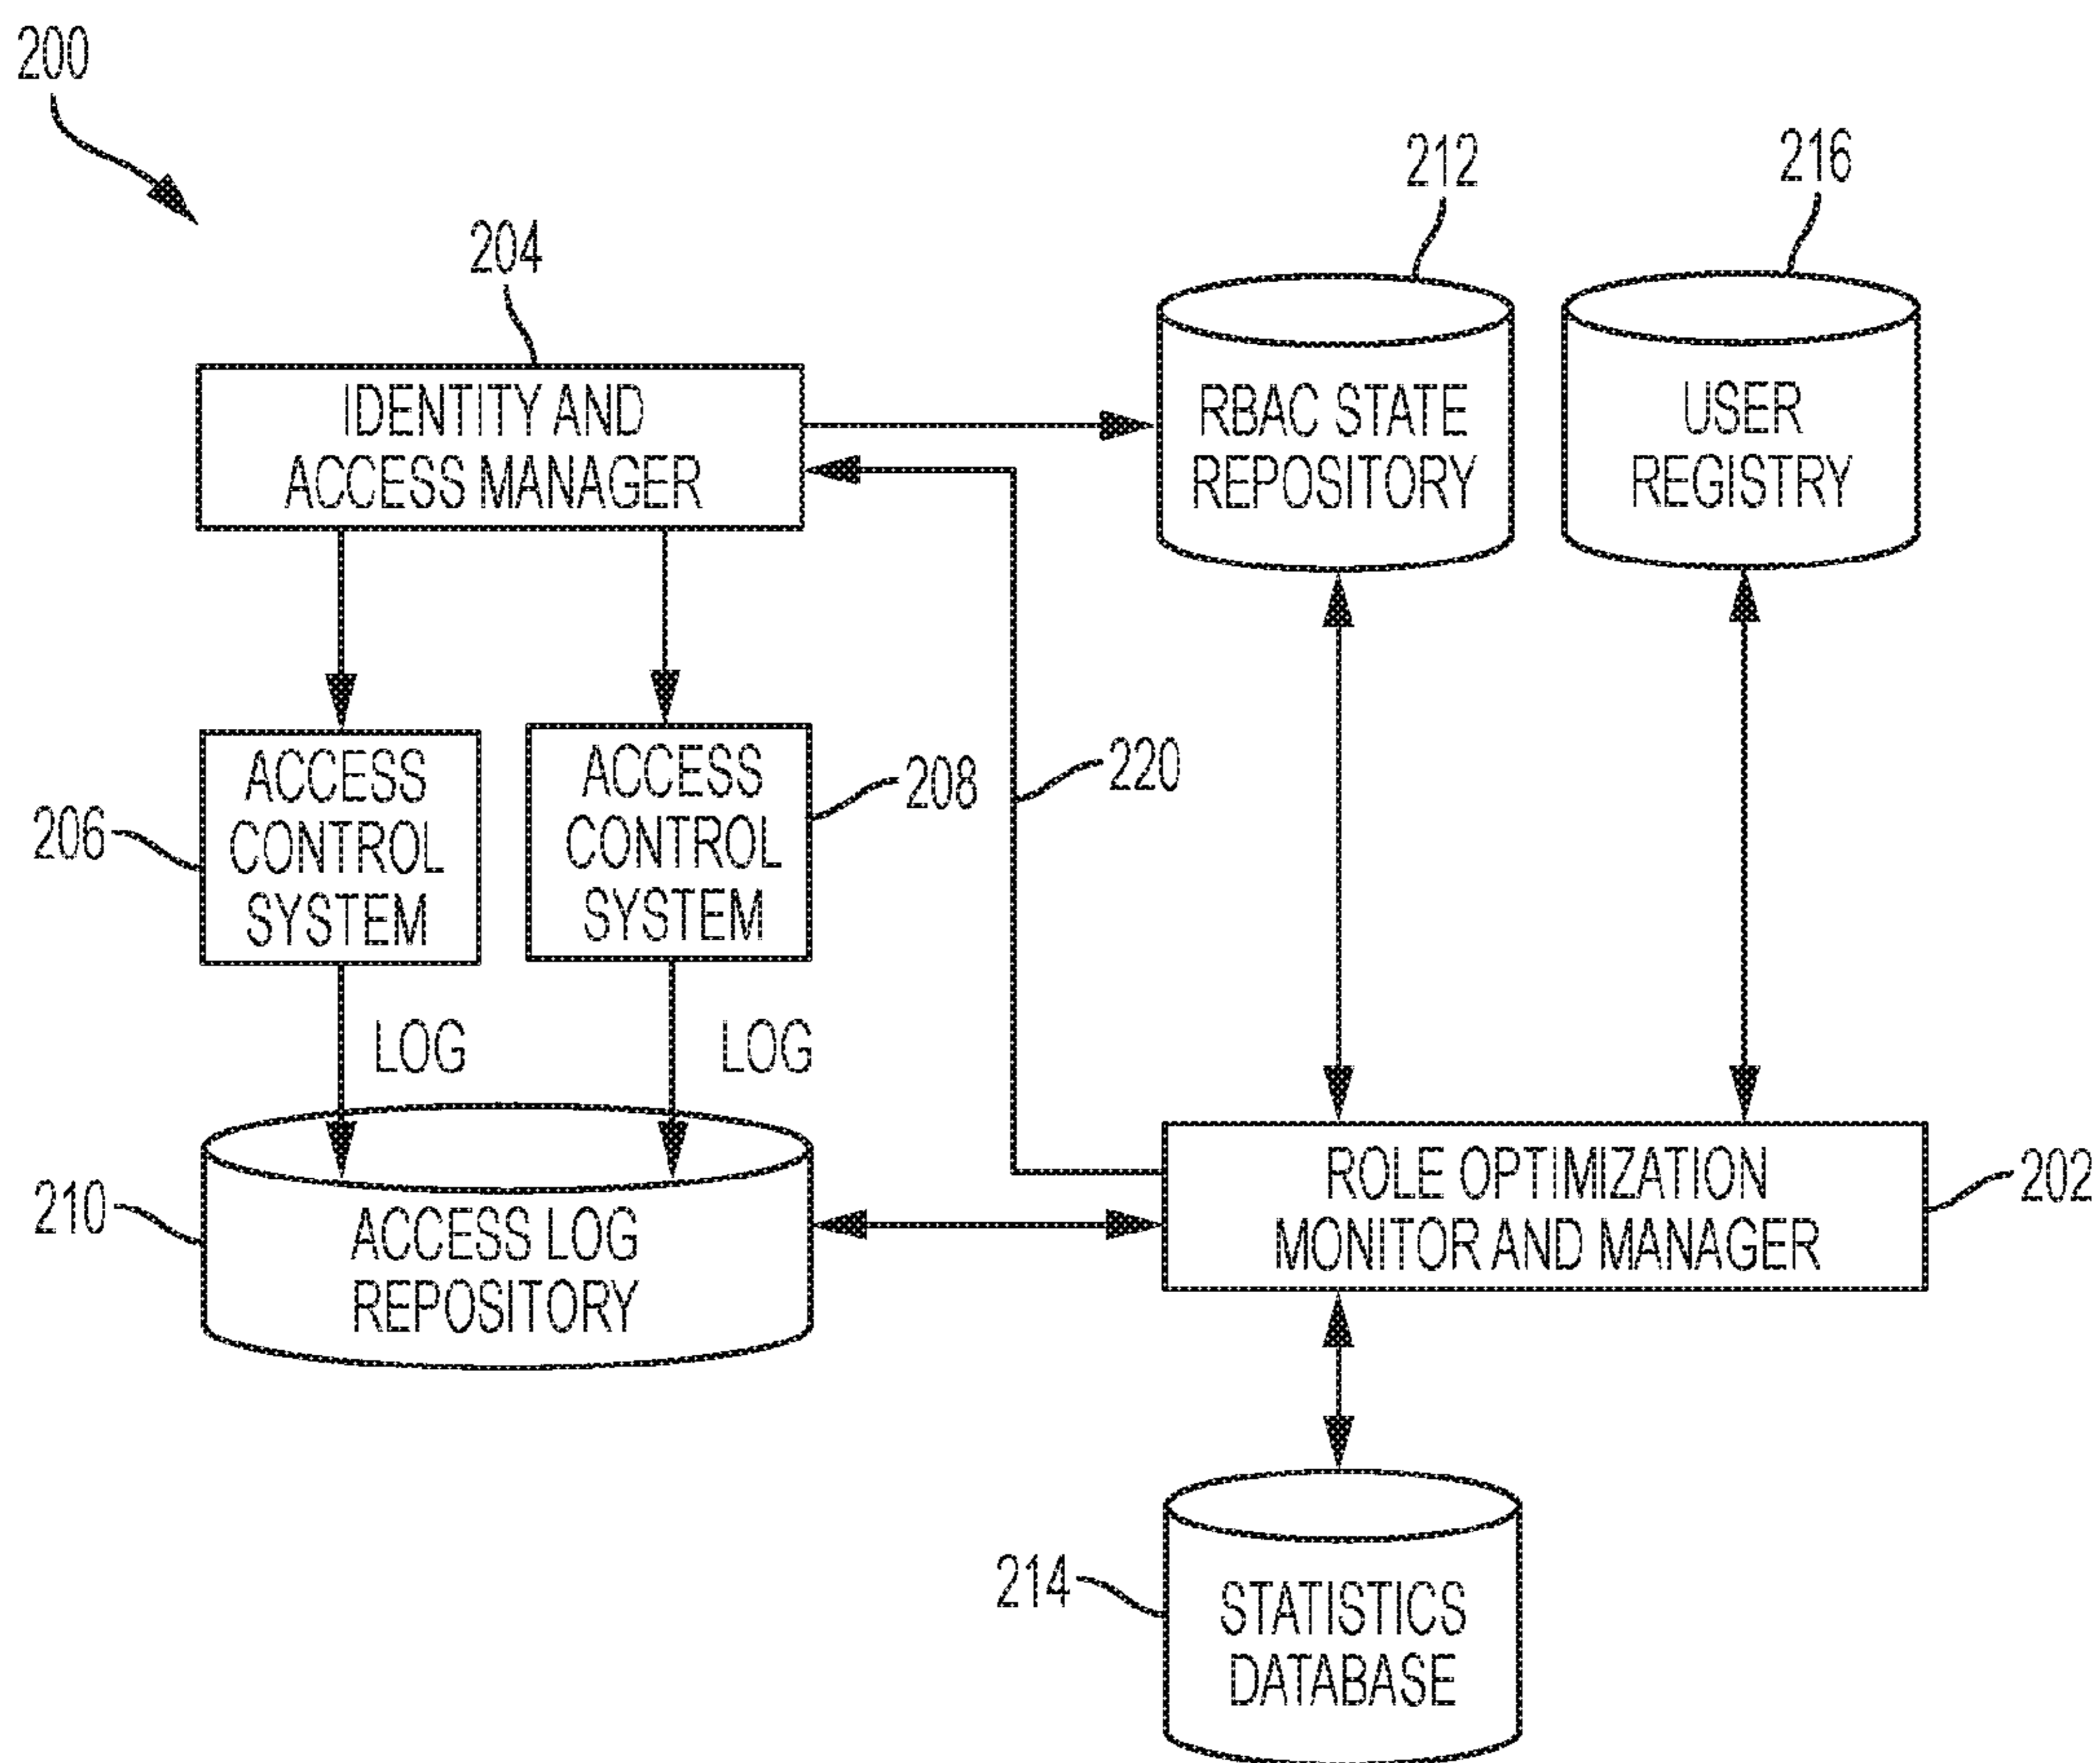 200
212
216
204
IDENTITY AND
ACCESS MANAGER
RBAC STATE
REPOSITORY
USER
REGISTRY
206
ACCESS
CONTROL
SYSTEM
ACCESS
CONTROL
SYSTEM
208
220
LOG
LOG
210
ACCESS LOG
REPOSITORY
ROLE OPTIMIZATION
MONITOR AND MANAGER
202
214
STATISTICS
DATABASE